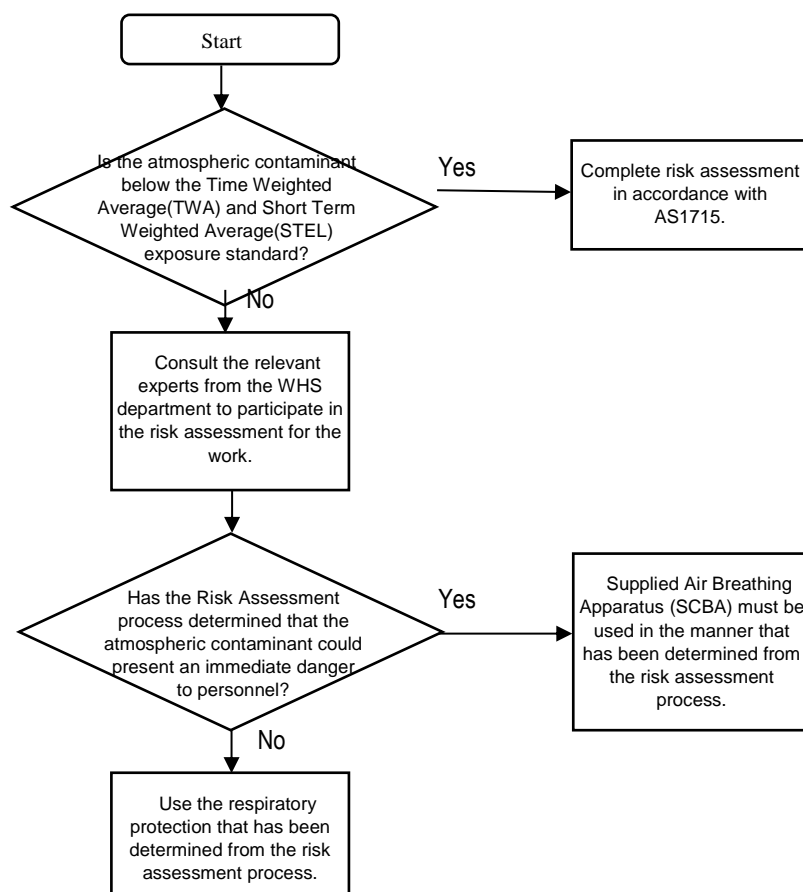 Start
Is the atmospheric contaminant
below the Time Weighted
Average(TWA) and Short Term
Weighted Average(STEL)
exposure standard?
Yes
Complete risk assessment
in accordance with
AS1715.
No
Consult the relevant
experts from the WHS
department to participate in
the risk assessment for the
work.
Has the Risk Assessment
process determined that the
atmospheric contaminant could
present an immediate danger
to personnel?
Yes
Supplied Air Breathing
Apparatus (SCBA) must be
used in the manner that
has been determined from
the risk assessment
process.
No
Use the respiratory
protection that has been
determined from the risk
assessment process.